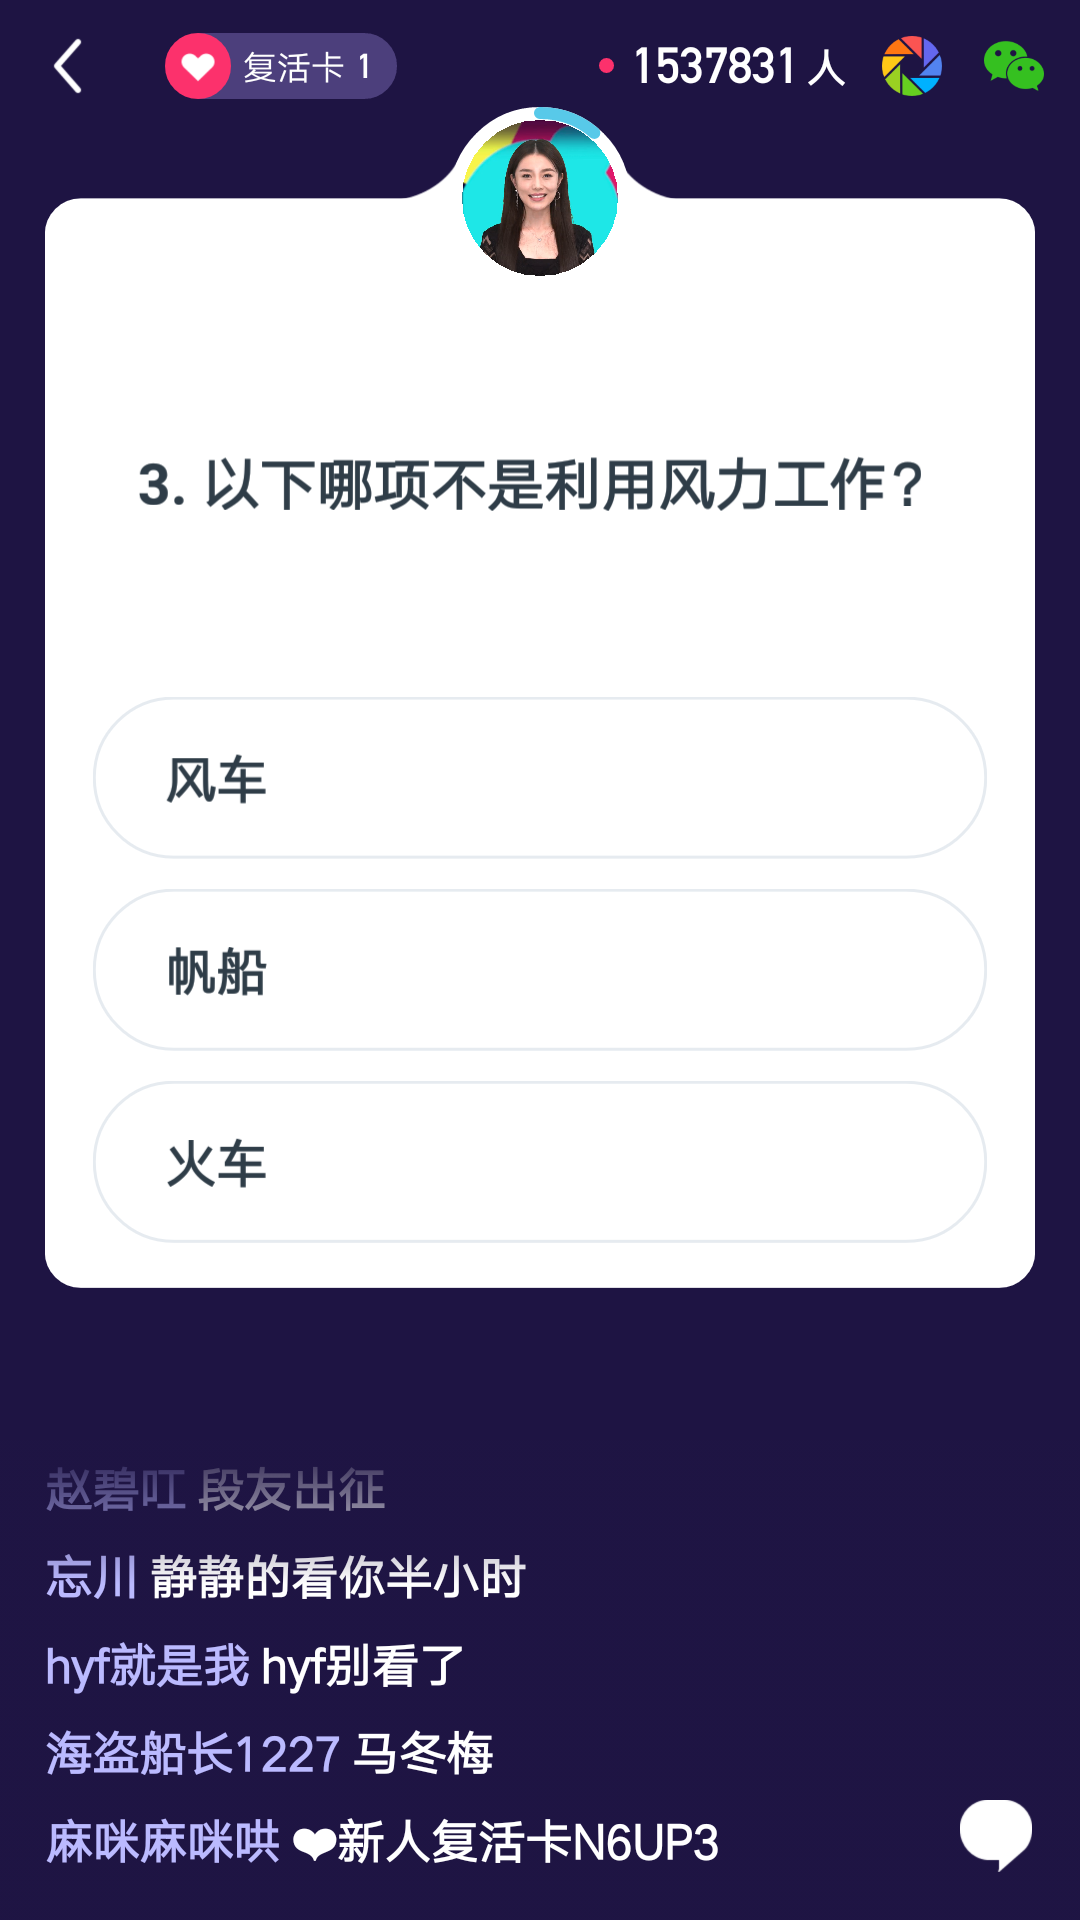 复活卡 1
1537831 人
3. 以下哪项不是利用风力工作?
风车
帆船
火车
赵碧叿 段友出征
忘川 静静的看你半小时
hyf就是我 hyf别看了
海盗船长1227 马冬梅
麻咪麻咪哄 ❤新人复活卡N6UP3